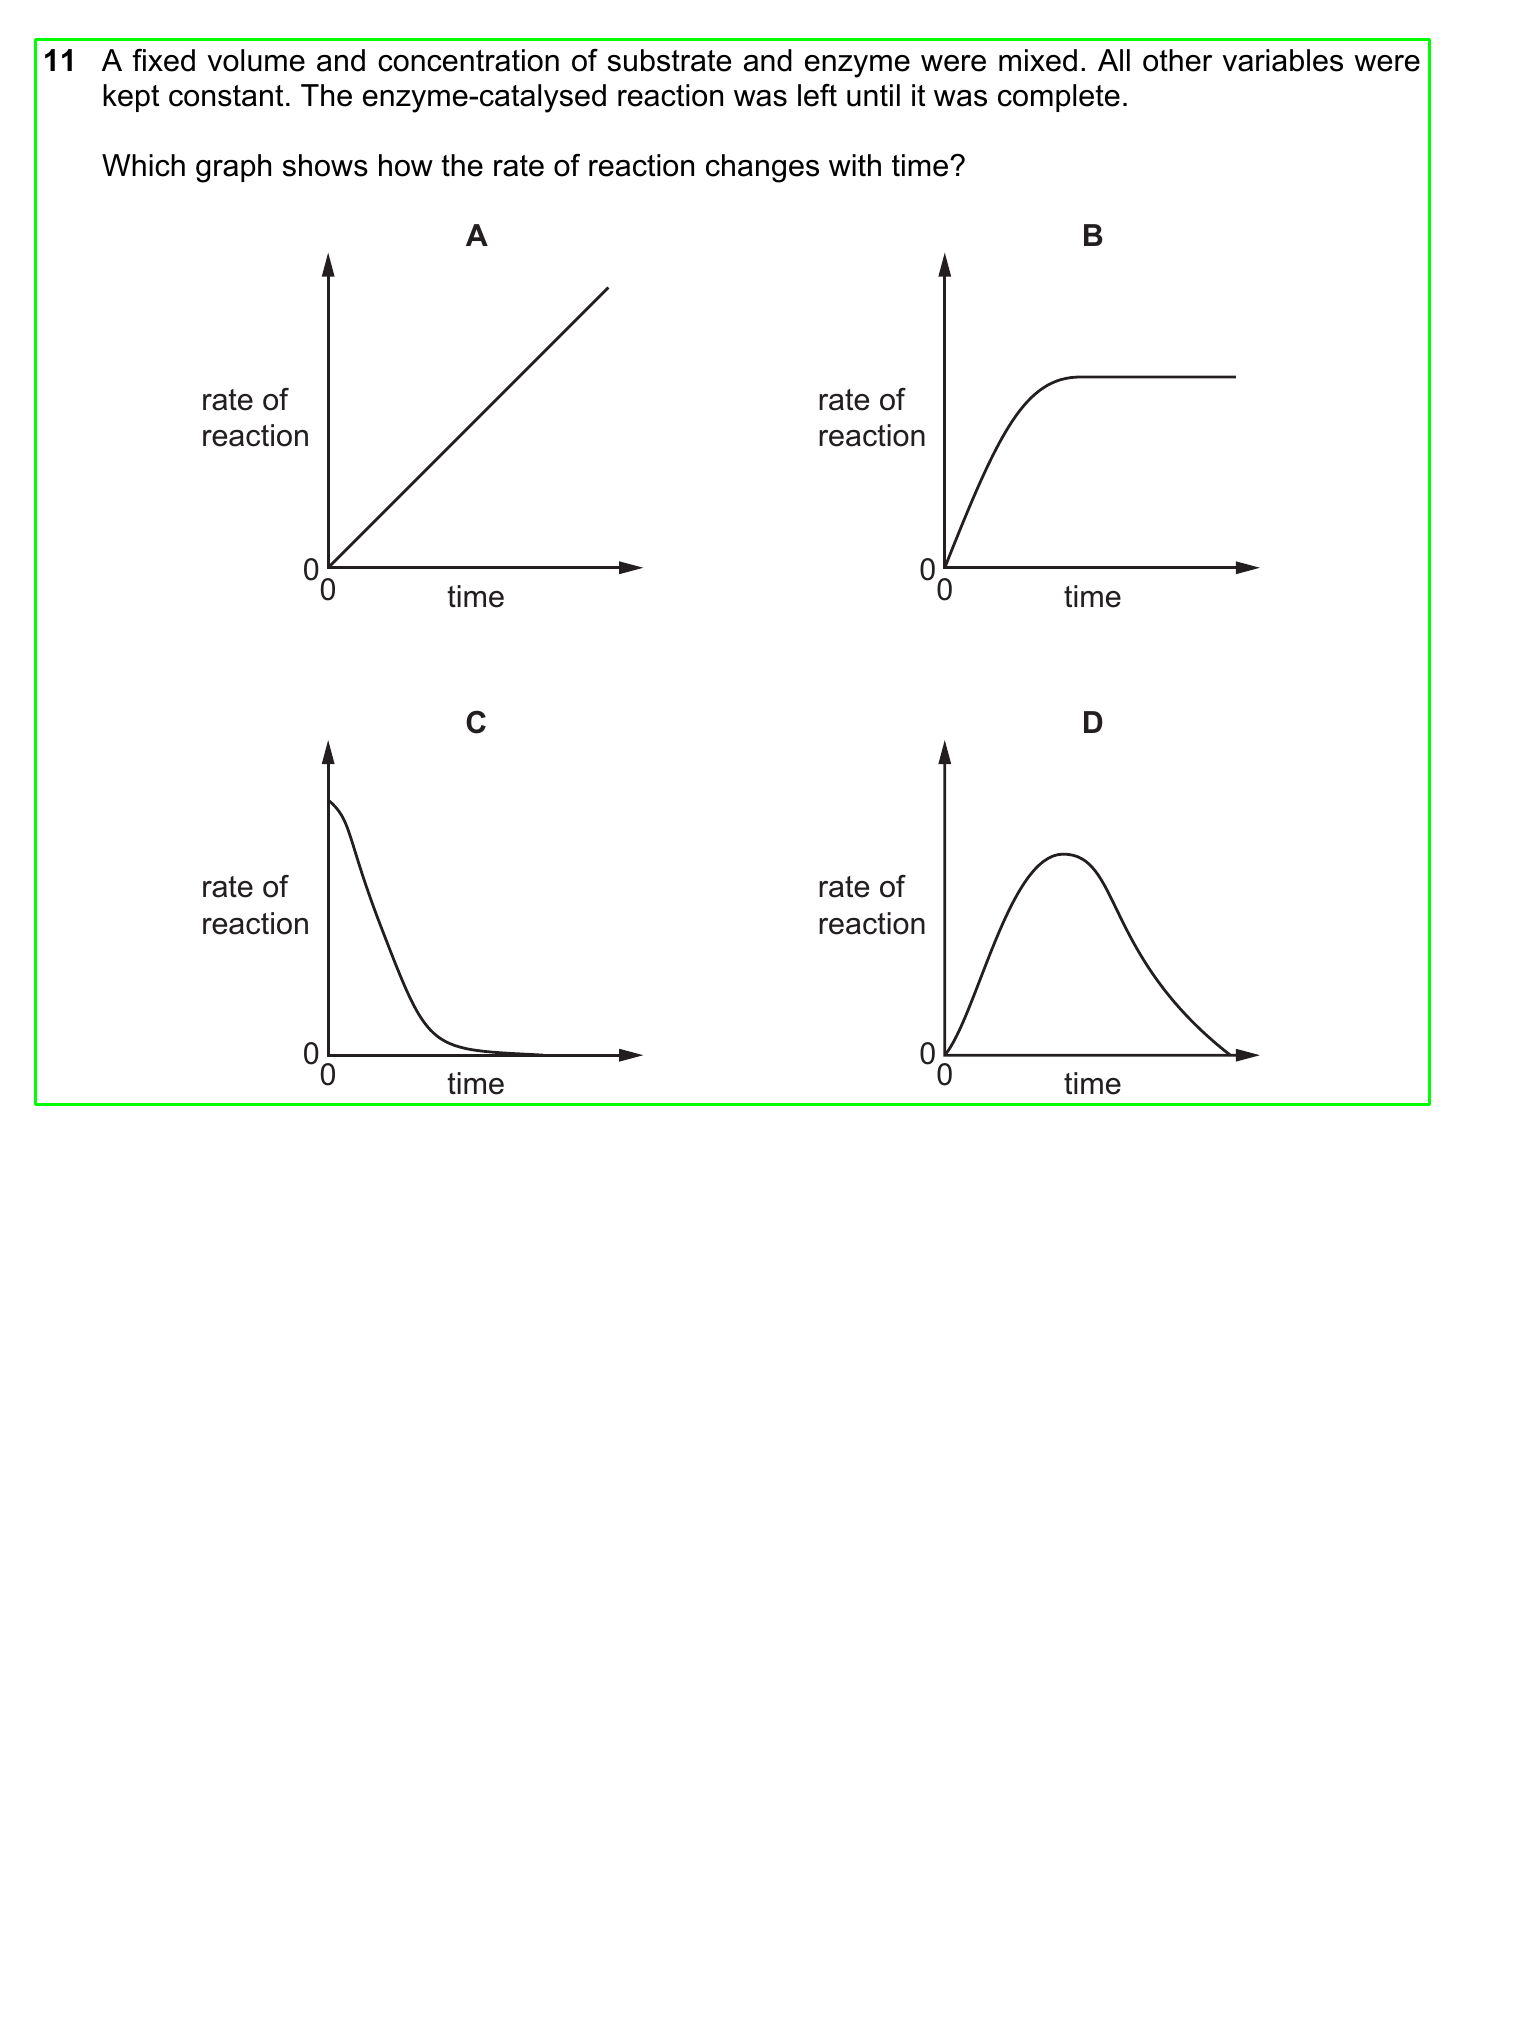 11 A fixed volume and concentration of substrate and enzyme were mixed. All other variables were
kept constant. The enzyme-catalysed reaction was left until it was complete.
Which graph shows how the rate of reaction changes with time?
A
rate of
reaction
0
0
time
B
rate of
reaction
0
0
time
C
rate of
reaction
0
0
time
D
rate of
reaction
0
0
time